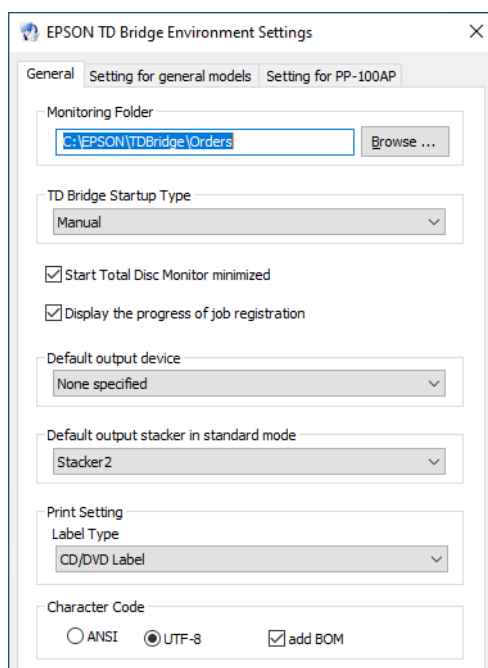 EPSON TD Bridge Environment Settings
General Setting for general models Setting for PP-100AP
Monitoring Folder
C:\EPSON\TDBridge\Orders Browse ...
TD Bridge Startup Type
Manual
Start Total Disc Monitor minimized
Display the progress of job registration
Default output device
None specified
Default output stacker in standard mode
Stacker2
Print Setting
Label Type
CD/DVD Label
Character Code
ANSI UTF-8 add BOM